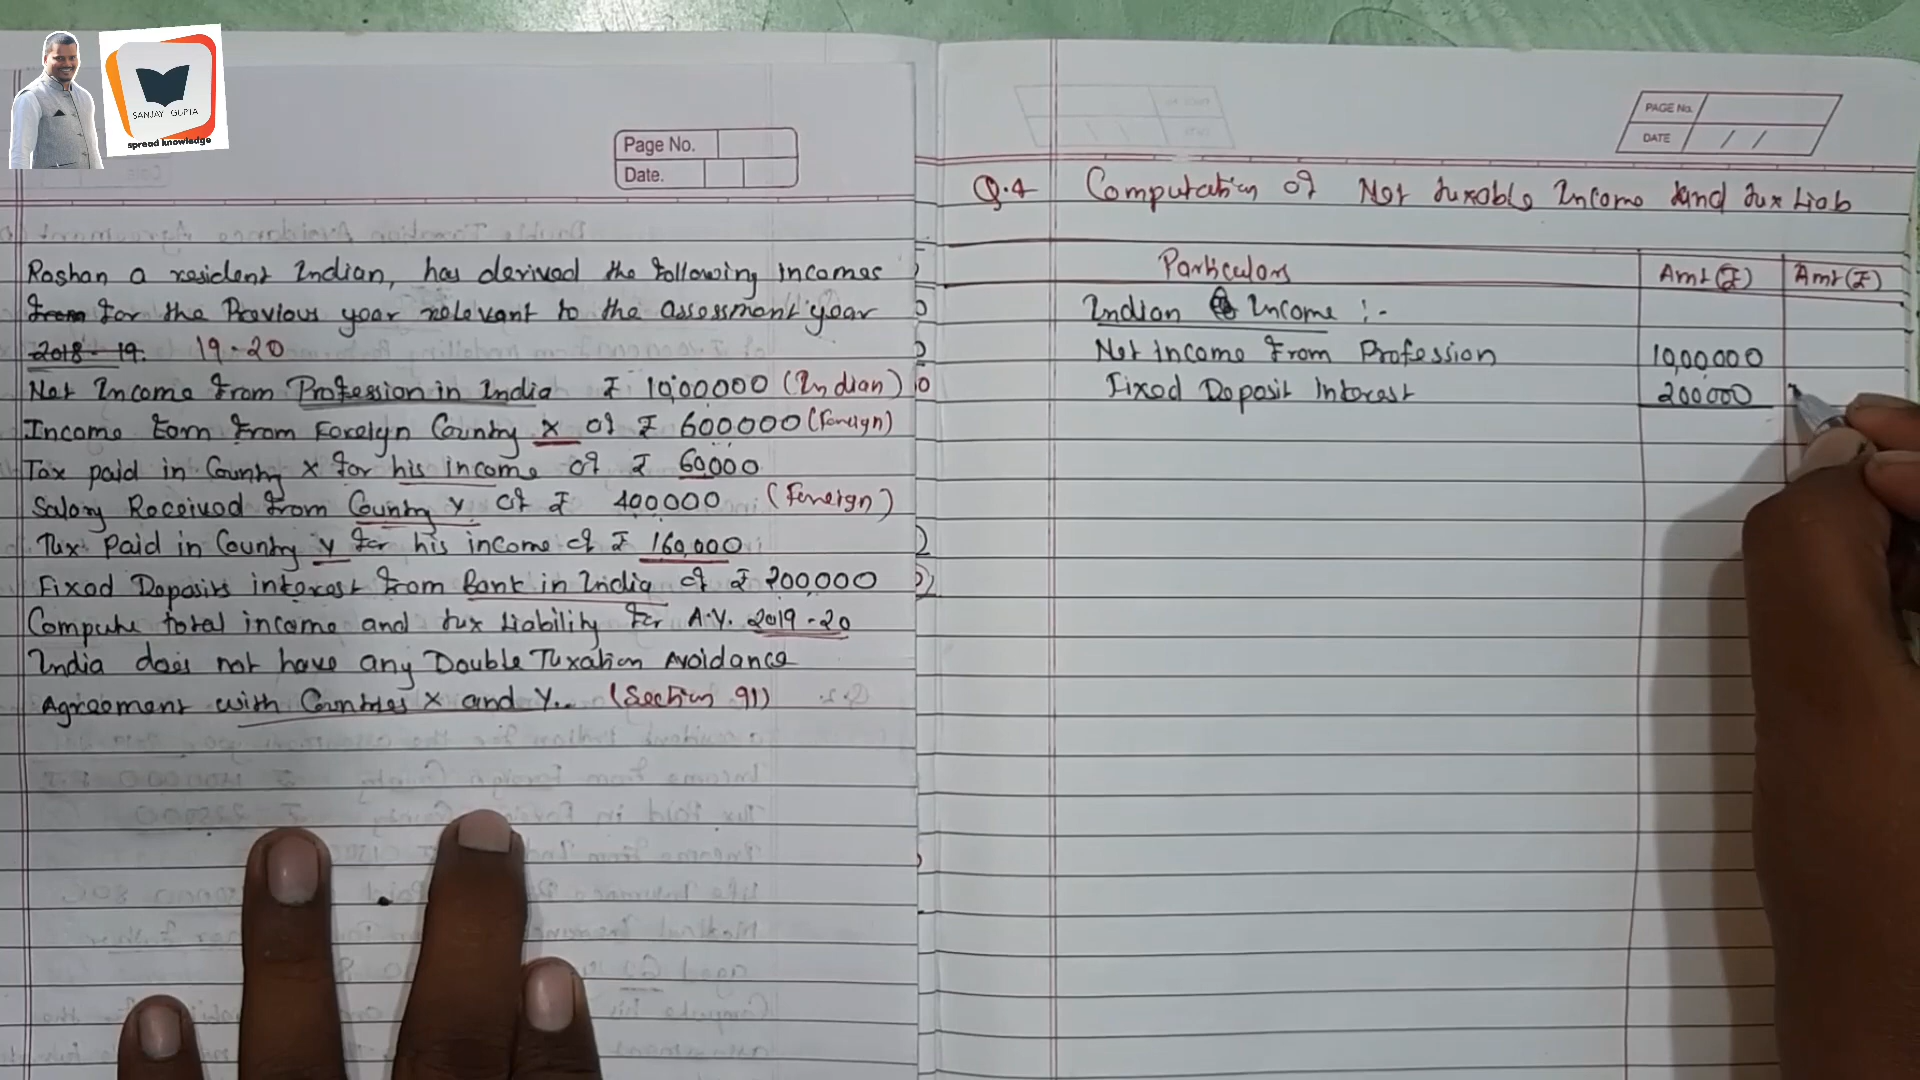 SANJAY GUPTA
spread knowledge
Page No.
Date.
Roshan a resident Indian, has derived the following incomes
from for the Previous year relevant to the assessment year
2018-19. 19-20
Net Income from Profession in India ₹ 10,00000 (Indian)
Income Earn from Foreign Country X of ₹ 600000 (Foreign)
Tax paid in County X for his income of ₹ 60000
Salary Received from Country Y of ₹ 400000 (Foreign)
Tax Paid in Country Y for his income of ₹ 160,000
Fixed Deposits interest from Bank in India of ₹ 200000
Compute total income and tax Liability for A.Y. 2019-20
India does not have any Double Taxation Avoidance
Agreement with Countries X and Y.. (Section 91)
PAGE No.
DATE / /
Q.4 Computation of Net taxable Income and tax Liab
Particulars Amt(₹) Amt(₹)
Indian Income :-
Net income from Profession 10,00000
Fixed Deposit Interest 200000